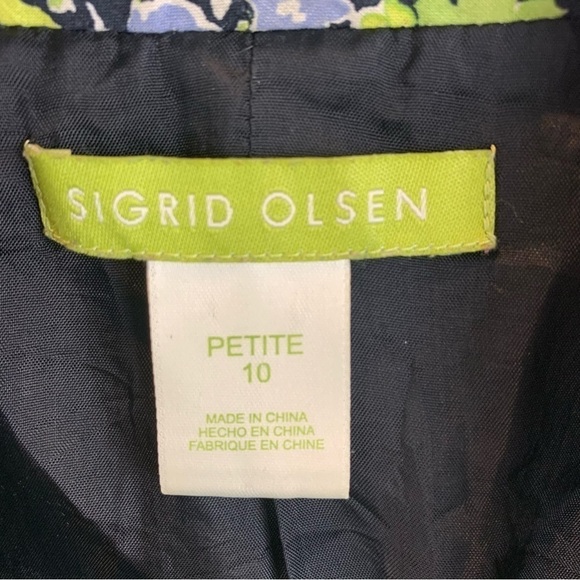 SIGRID OLSEN
PETITE
10
MADE IN CHINA
HECHO EN CHINA
FABRIQUE EN CHINE